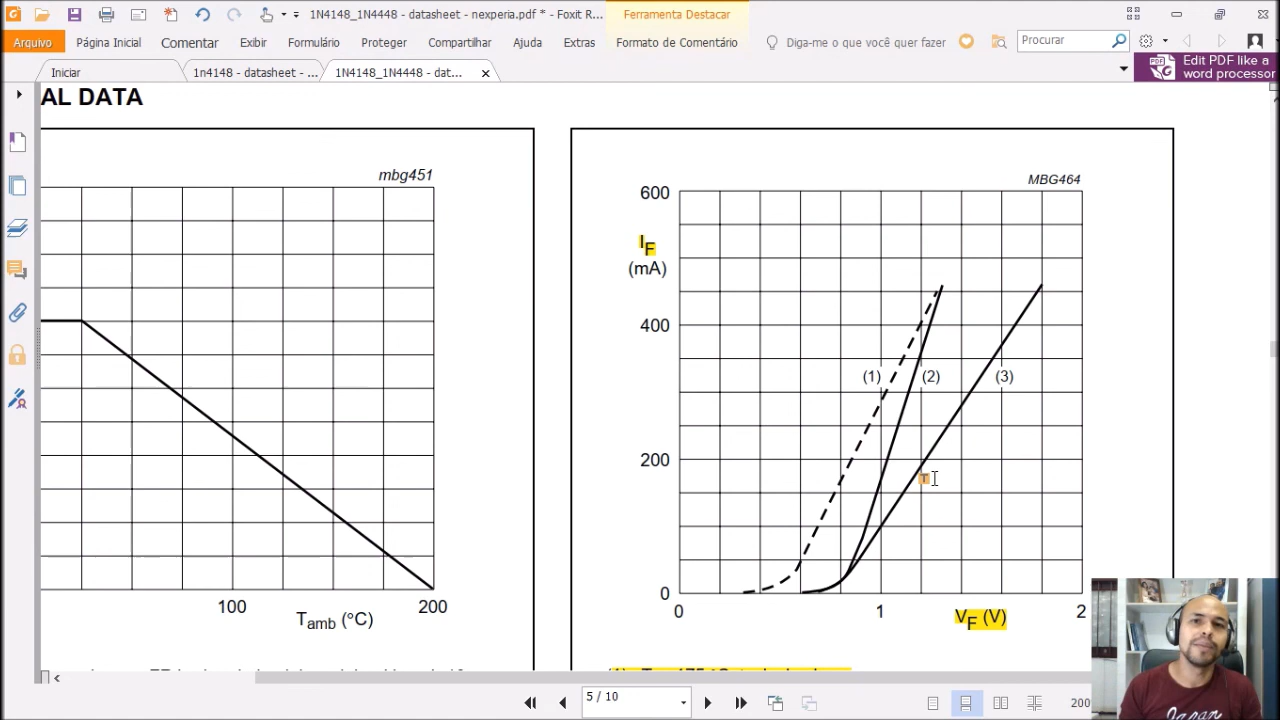 1N4148_1N4448 - datasheet - nexperia.pdf * - Foxit R...
Ferramenta Destacar
Arquivo
Página Inicial
Comentar
Exibir
Formulário
Proteger
Compartilhar
Ajuda
Extras
Formato de Comentário
Diga-me o que você quer fazer
Procurar
Iniciar
1n4148 - datasheet - ...
1N4148_1N4448 - dat...
Edit PDF like a
word processor
AL DATA
mbg451
100
200
Tamb (°C)
MBG464
600
IF
(mA)
400
200
0
(1)
(2)
(3)
0
1
2
VF (V)
5 / 10
200
Japan